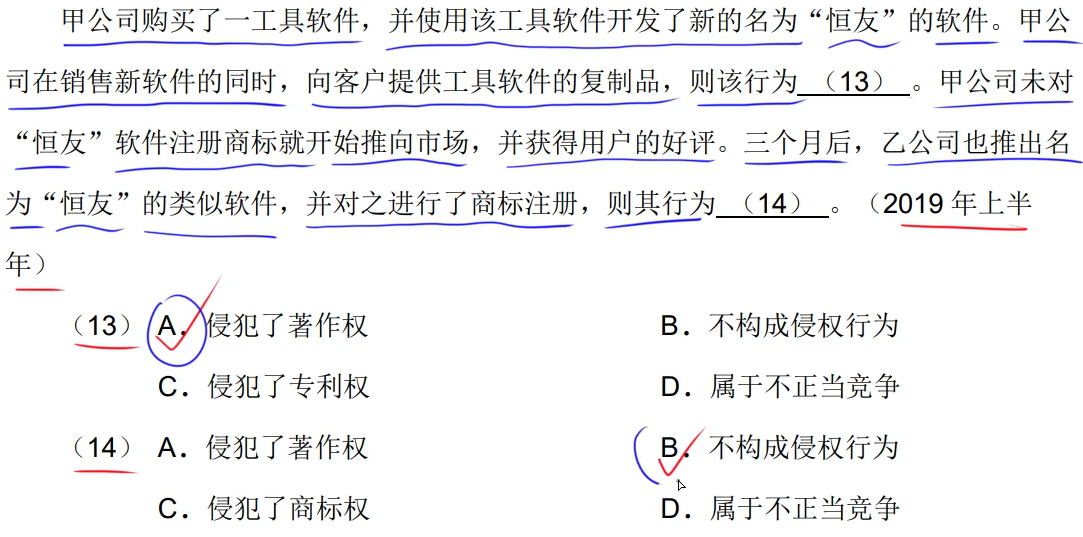 甲公司购买了一工具软件，并使用该工具软件开发了新的名为“恒友”的软件。甲公
司在销售新软件的同时，向客户提供工具软件的复制品，则该行为 （13） 。甲公司未对
“恒友”软件注册商标就开始推向市场，并获得用户的好评。三个月后，乙公司也推出名
为“恒友”的类似软件，并对之进行了商标注册，则其行为 （14） 。（2019 年上半
年）
（13） A．侵犯了著作权 B．不构成侵权行为
C．侵犯了专利权 D．属于不正当竞争
（14） A．侵犯了著作权 B．不构成侵权行为
C．侵犯了商标权 D．属于不正当竞争